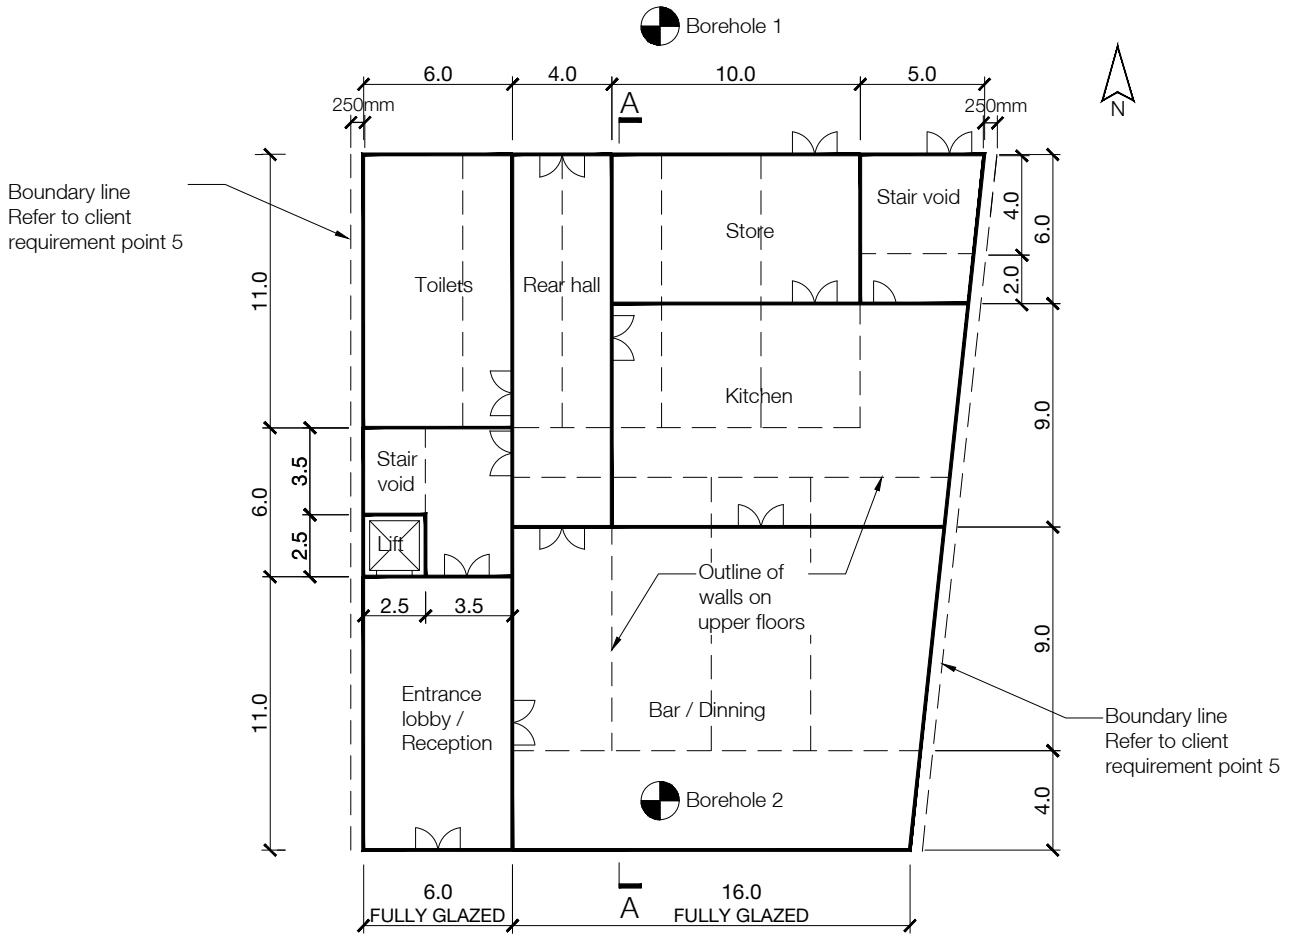 Borehole 1
6.0
4.0
10.0
5.0
250mm
A
250mm
N
Boundary line
Refer to client
requirement point 5
Stair void
4.0
6.0
Store
11.0
Toilets
Rear hall
2.0
Kitchen
9.0
Stair
void
3.5
6.0
Lift
2.5
Outline of
walls on
upper floors
2.5
3.5
9.0
Entrance
lobby /
Reception
11.0
Bar / Dinning
Boundary line
Refer to client
requirement point 5
Borehole 2
4.0
6.0
FULLY GLAZED
A
16.0
FULLY GLAZED